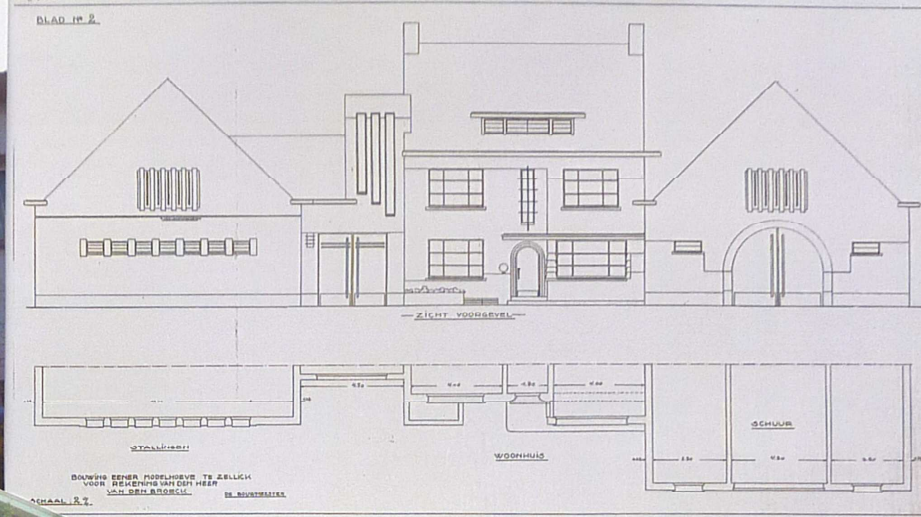 BLAD Nº 2
ZICHT VOORGEVEL
STALLINGEN
WOONHUIS
SCHUUR
BOUWING EENER MODELHOEVE TE ZELLICK
VOOR REKENING VAN DEN HEER
VAN DEN BROECK
DE BOUWMEESTER
SCHAAL